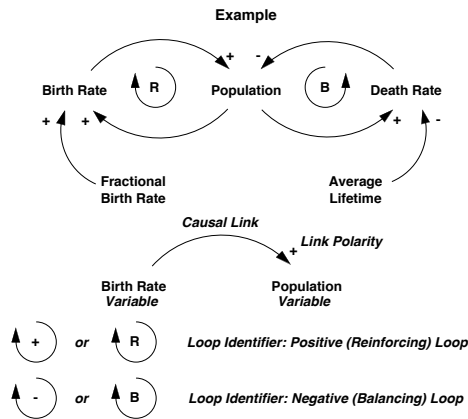 Example
+ -
Birth Rate R Population B Death Rate
+ + + -
Fractional
Birth Rate
Average
Lifetime
Causal Link
+ Link Polarity
Birth Rate
Variable
Population
Variable
+ or R Loop Identifier: Positive (Reinforcing) Loop
- or B Loop Identifier: Negative (Balancing) Loop